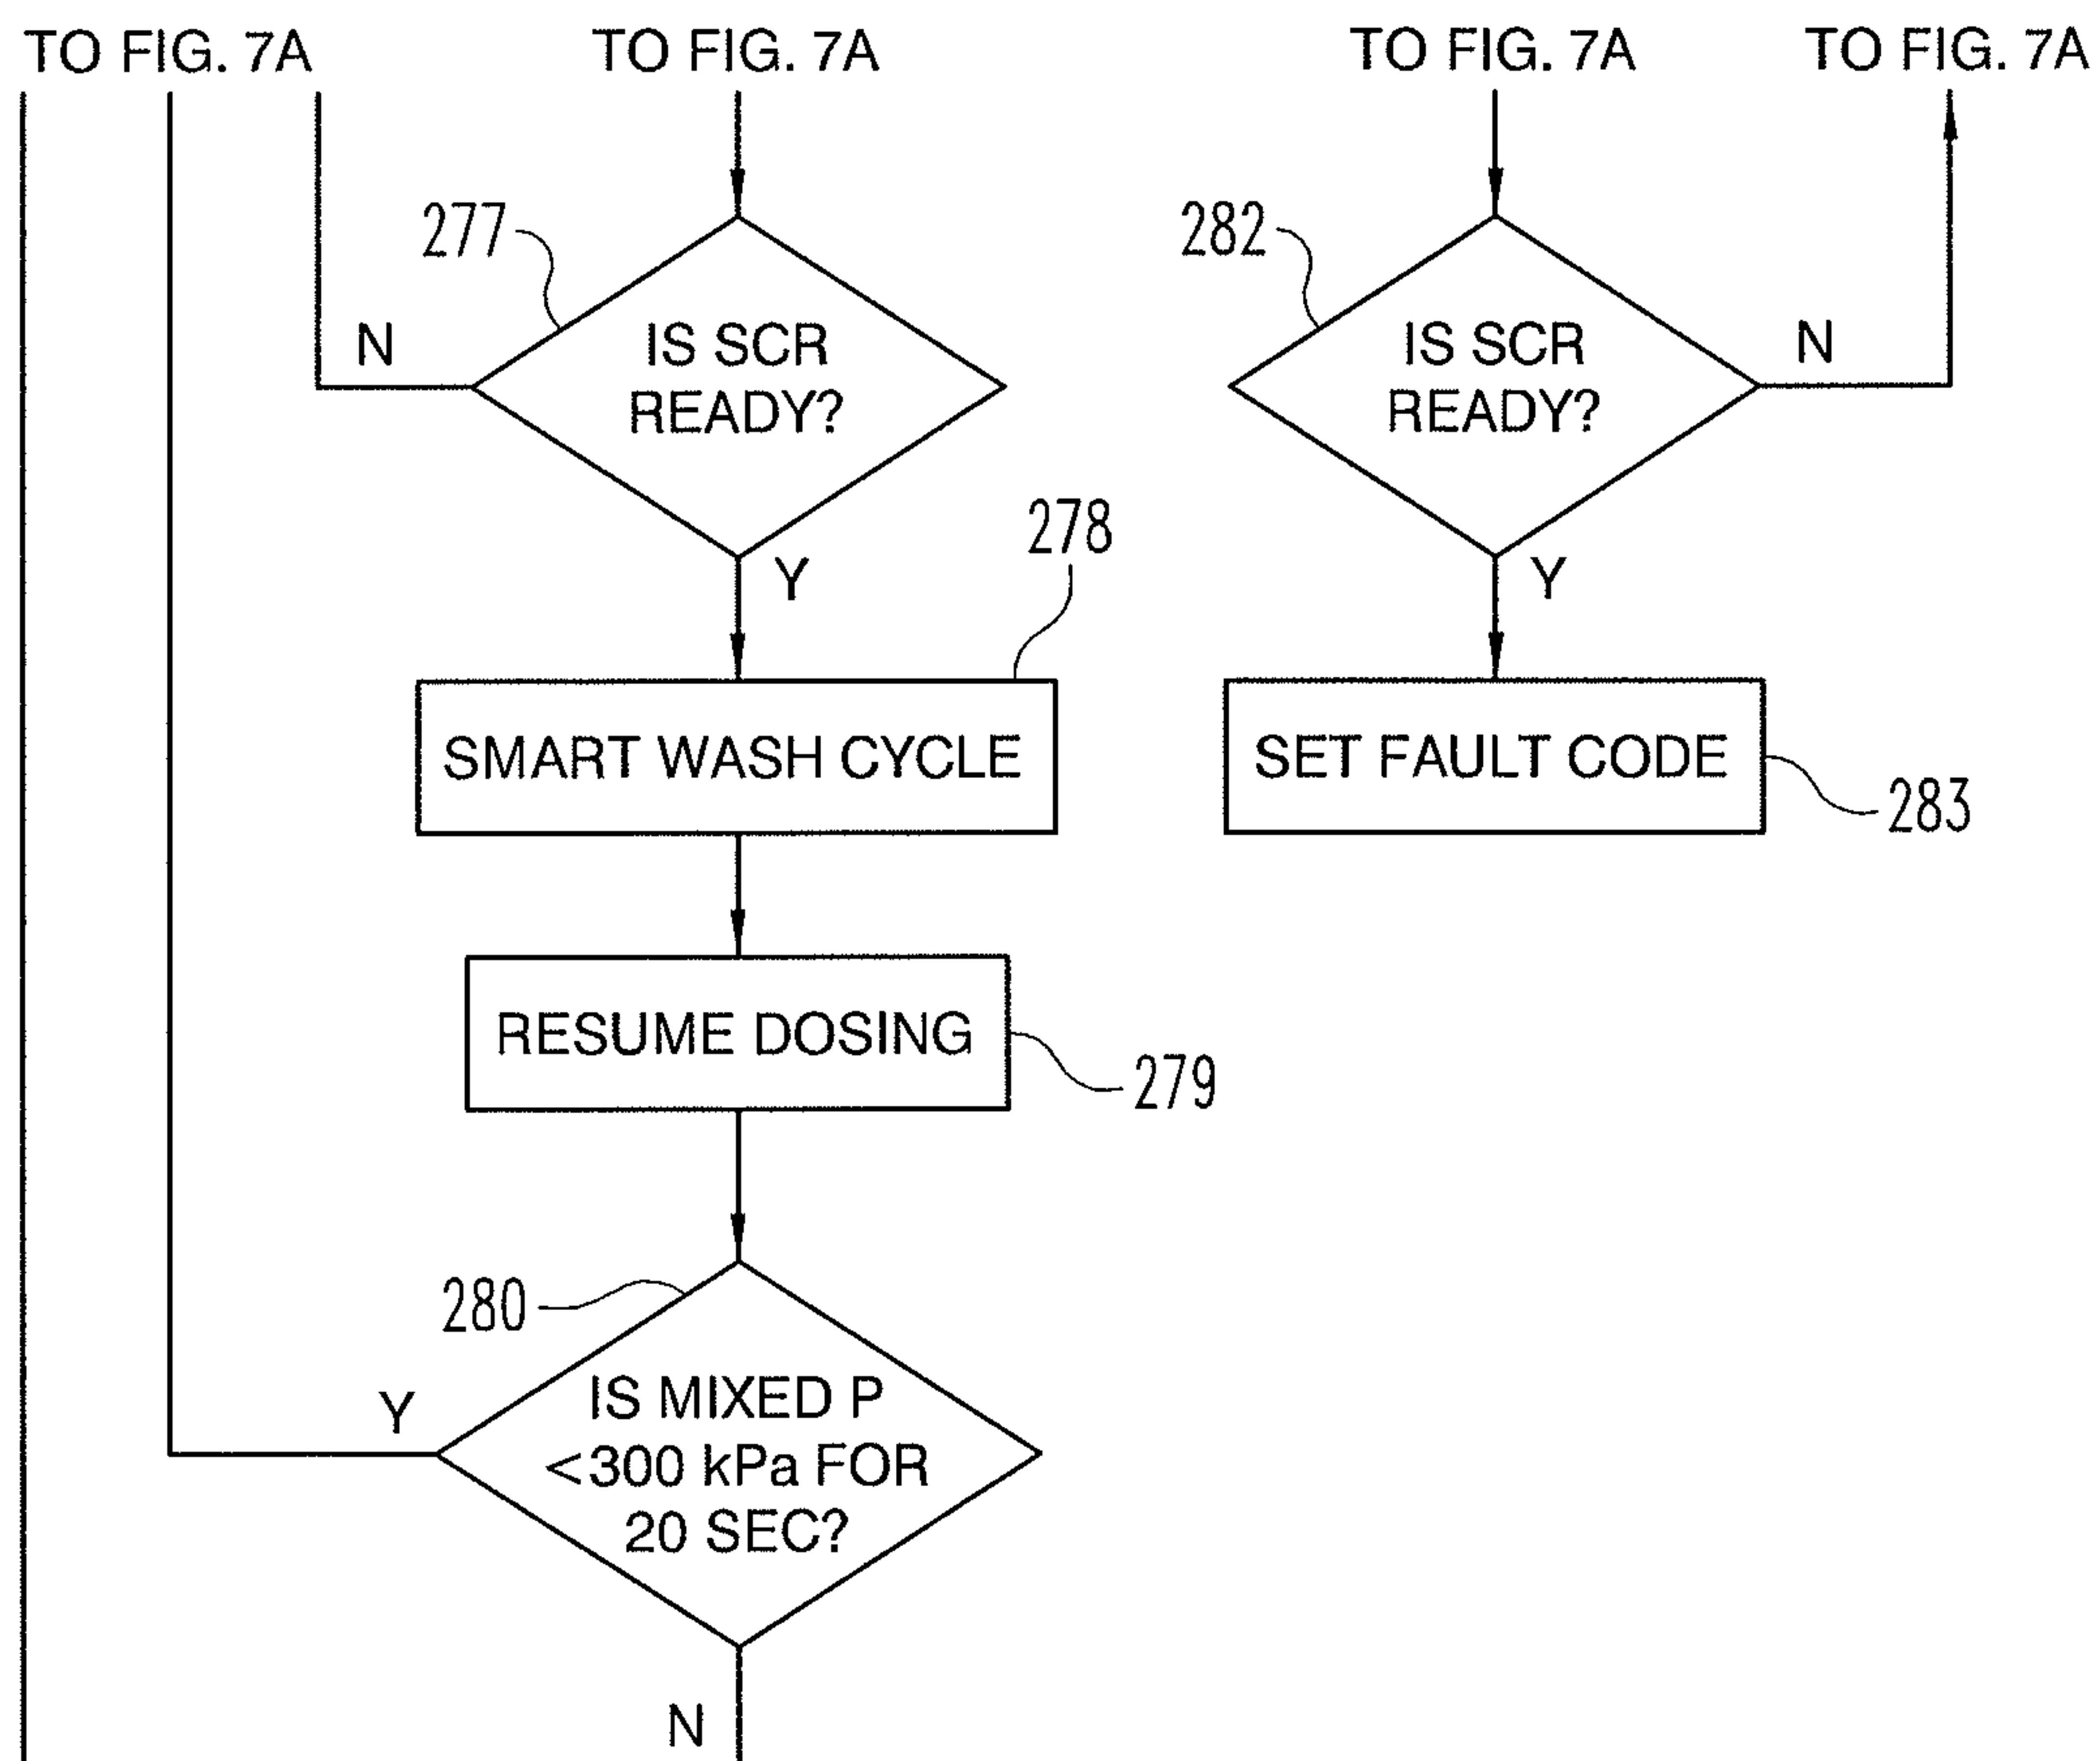 TO FIG. 7A
TO FIG. 7A
TO FIG. 7A
TO FIG. 7A
277
282
N
IS SCR
READY?
IS SCR
READY?
N
Y
278
Y
SMART WASH CYCLE
SET FAULT CODE
283
RESUME DOSING
279
280
Y
IS MIXED P
<300 kPa FOR
20 SEC?
N